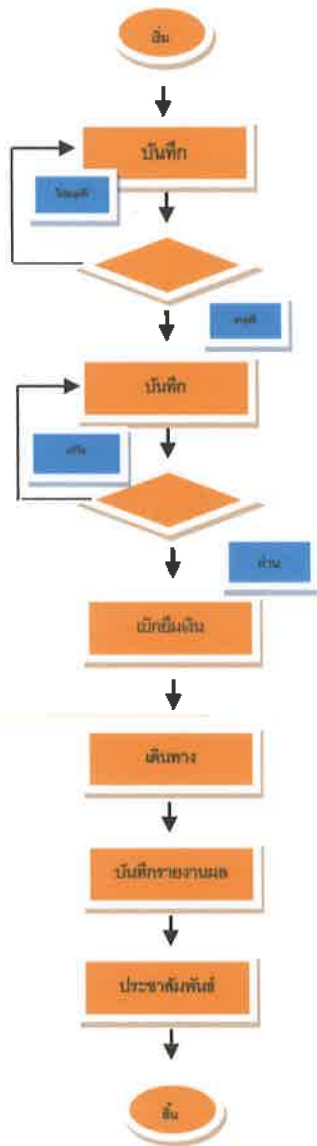 เริ่ม
บันทึก
ไม่อนุมัติ
อนุมัติ
บันทึก
แก้ไข
ผ่าน
เบิกยืมเงิน
เดินทาง
บันทึกรายงานผล
ประชาสัมพันธ์
สิ้น